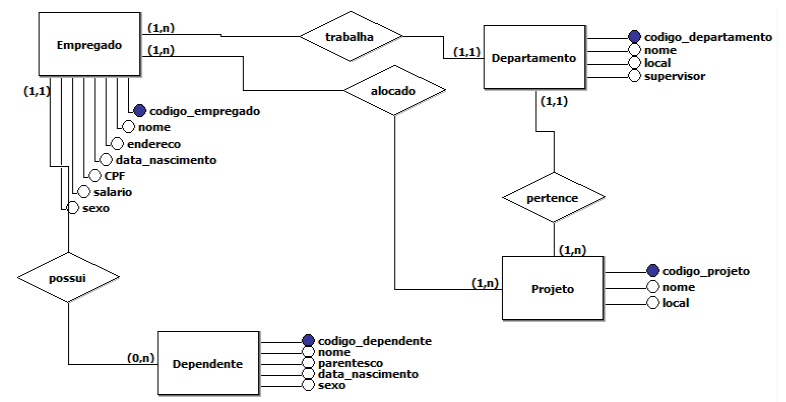 Empregado
(1,n)
(1,n)
trabalha
(1,1)
Departamento
codigo_departamento
nome
local
supervisor
alocado
(1,1)
(1,1)
codigo_empregado
nome
endereco
data_nascimento
CPF
salario
sexo
pertence
possui
(1,n)
(1,n)
Projeto
codigo_projeto
nome
local
(0,n)
Dependente
codigo_dependente
nome
parentesco
data_nascimento
sexo